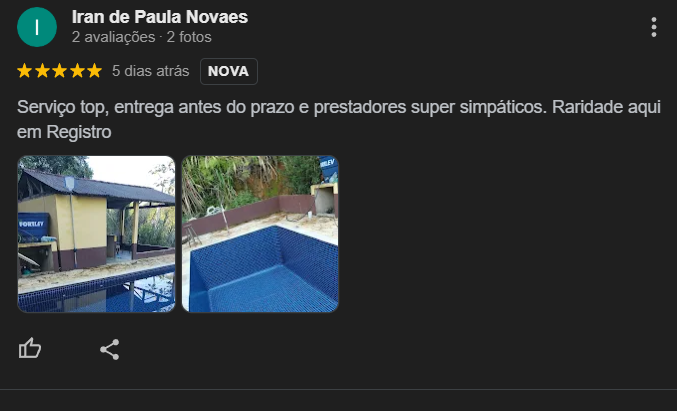 I
Iran de Paula Novaes
2 avaliações · 2 fotos
5 dias atrás
NOVA
Serviço top, entrega antes do prazo e prestadores super simpáticos. Raridade aqui
em Registro
FORTLEV